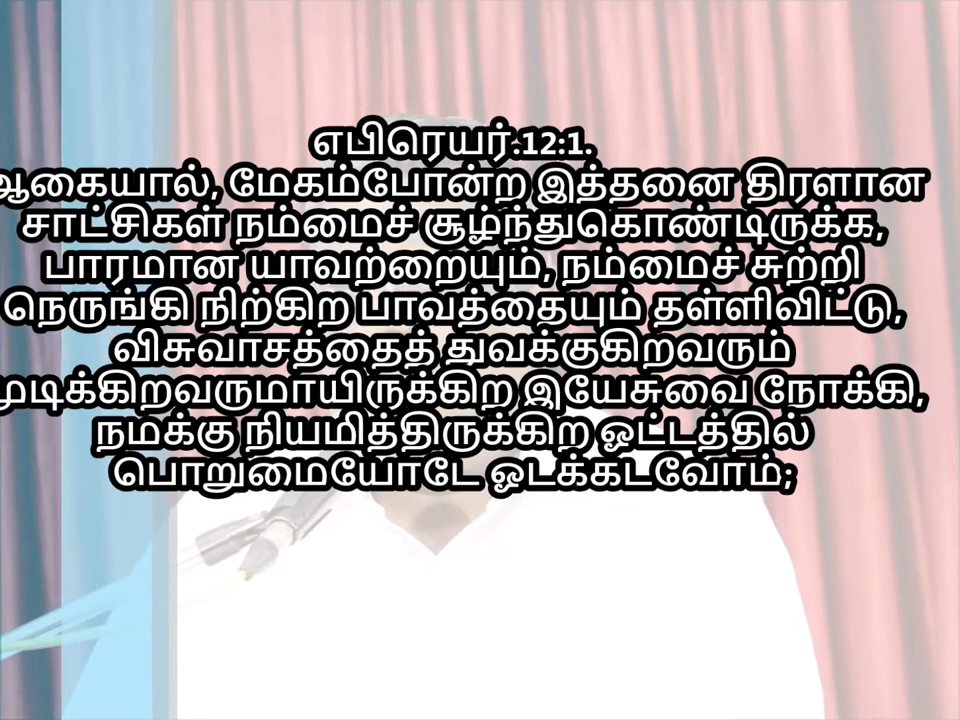 எபிரெயர்.12:1.
ஆகையால், மேகம்போன்ற இத்தனை திரளான
சாட்சிகள் நம்மைச் சூழ்ந்துகொண்டிருக்க,
பாரமான யாவற்றையும், நம்மைச் சுற்றி
நெருங்கி நிற்கிற பாவத்தையும் தள்ளிவிட்டு,
விசுவாசத்தைத் துவக்குகிறவரும்
முடிக்கிறவருமாயிருக்கிற இயேசுவை நோக்கி,
நமக்கு நியமித்திருக்கிற ஓட்டத்தில்
பொறுமையோடே ஓடக்கடவோம்;